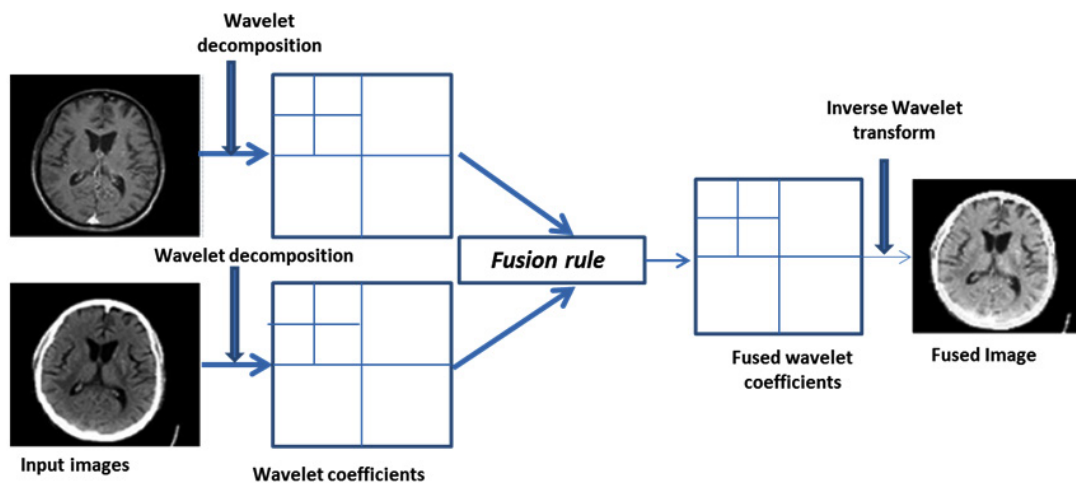 Wavelet
decomposition
Inverse Wavelet
transform
Wavelet decomposition
Fusion rule
Fused wavelet
coefficients
Fused Image
Input images
Wavelet coefficients